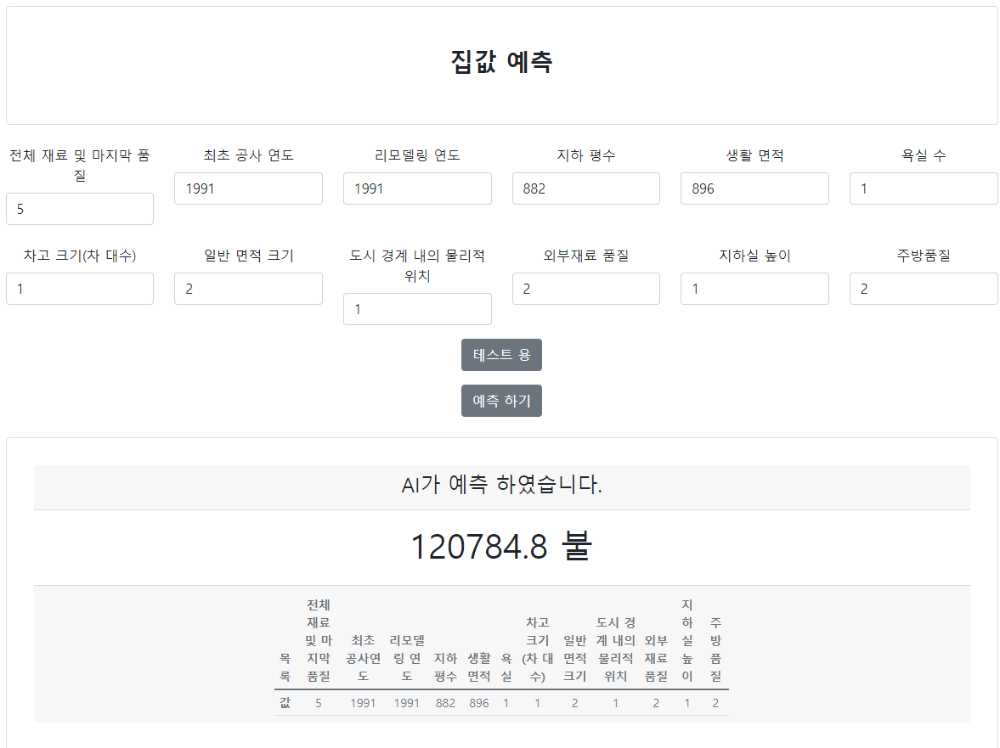 집값 예측
전체 재료 및 마지막 품
질
최초 공사 연도
리모델링 연도
지하 평수
생활 면적
욕실 수
5
1991
1991
882
896
1
차고 크기(차 대수)
일반 면적 크기
도시 경계 내의 물리적
위치
외부재료 품질
지하실 높이
주방품질
1
2
1
2
1
2
테스트 용
예측 하기
AI가 예측 하였습니다.
120784.8 불
목
록
전체
재료
및 마
지막
품질
최초
공사연
도
리모델
링 연
도
지하
평수
생활
면적
욕
실
차고
크기
(차 대
수)
일반
면적
크기
도시 경
계 내의
물리적
위치
외부
재료
품질
지
하
실
높
이
주
방
품
질
값 5 1991 1991 882 896 1 1 2 1 2 1 2